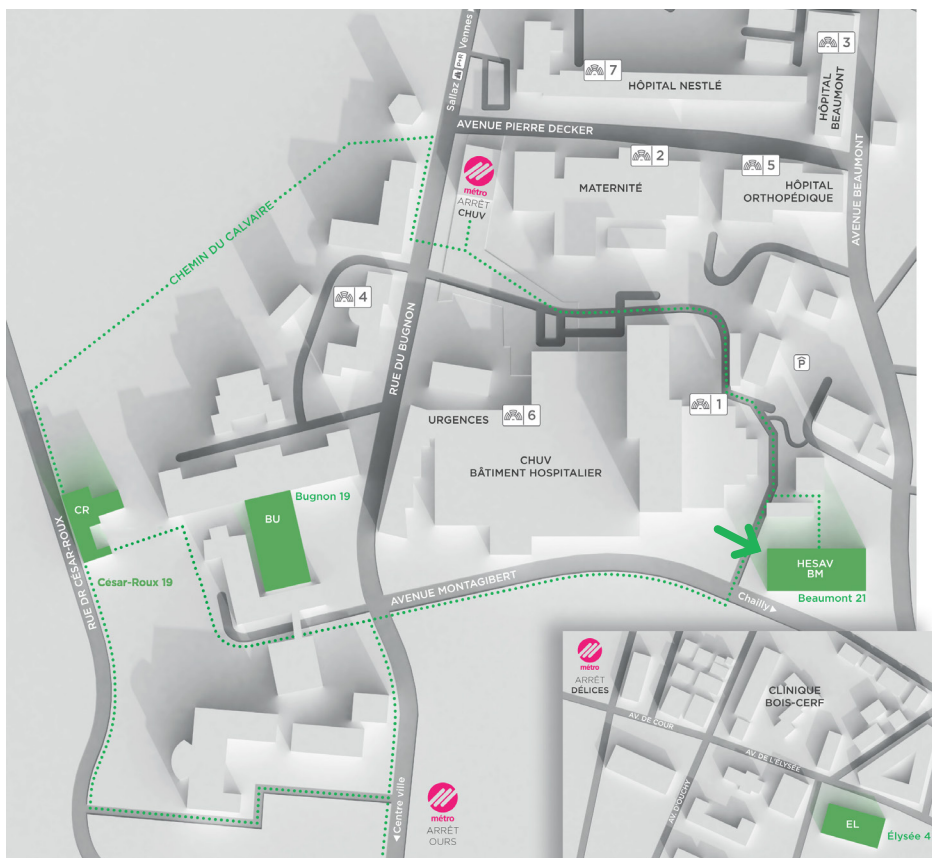 Sallaz P+R Vennes
7
HÔPITAL NESTLÉ
3
HÔPITAL
BEAUMONT
AVENUE PIERRE DECKER
2
5
MATERNITÉ
HÔPITAL
ORTHOPÉDIQUE
AVENUE BEAUMONT
métro
ARRÊT
CHUV
CHEMIN DU CALVAIRE
4
RUE DU BUGNON
P
1
URGENCES
6
CHUV
BÂTIMENT HOSPITALIER
Bugnon 19
CR
BU
César-Roux 19
RUE DR CÉSAR-ROUX
AVENUE MONTAGIBERT
HESAV
BM
Beaumont 21
Chailly
métro
ARRÊT
DÉLICES
CLINIQUE
BOIS-CERF
AV. DE COUR
AV. DE L'ÉLYSÉE
AV. D'OUCHY
EL
Élysée 4
Centre ville
métro
ARRÊT
OURS